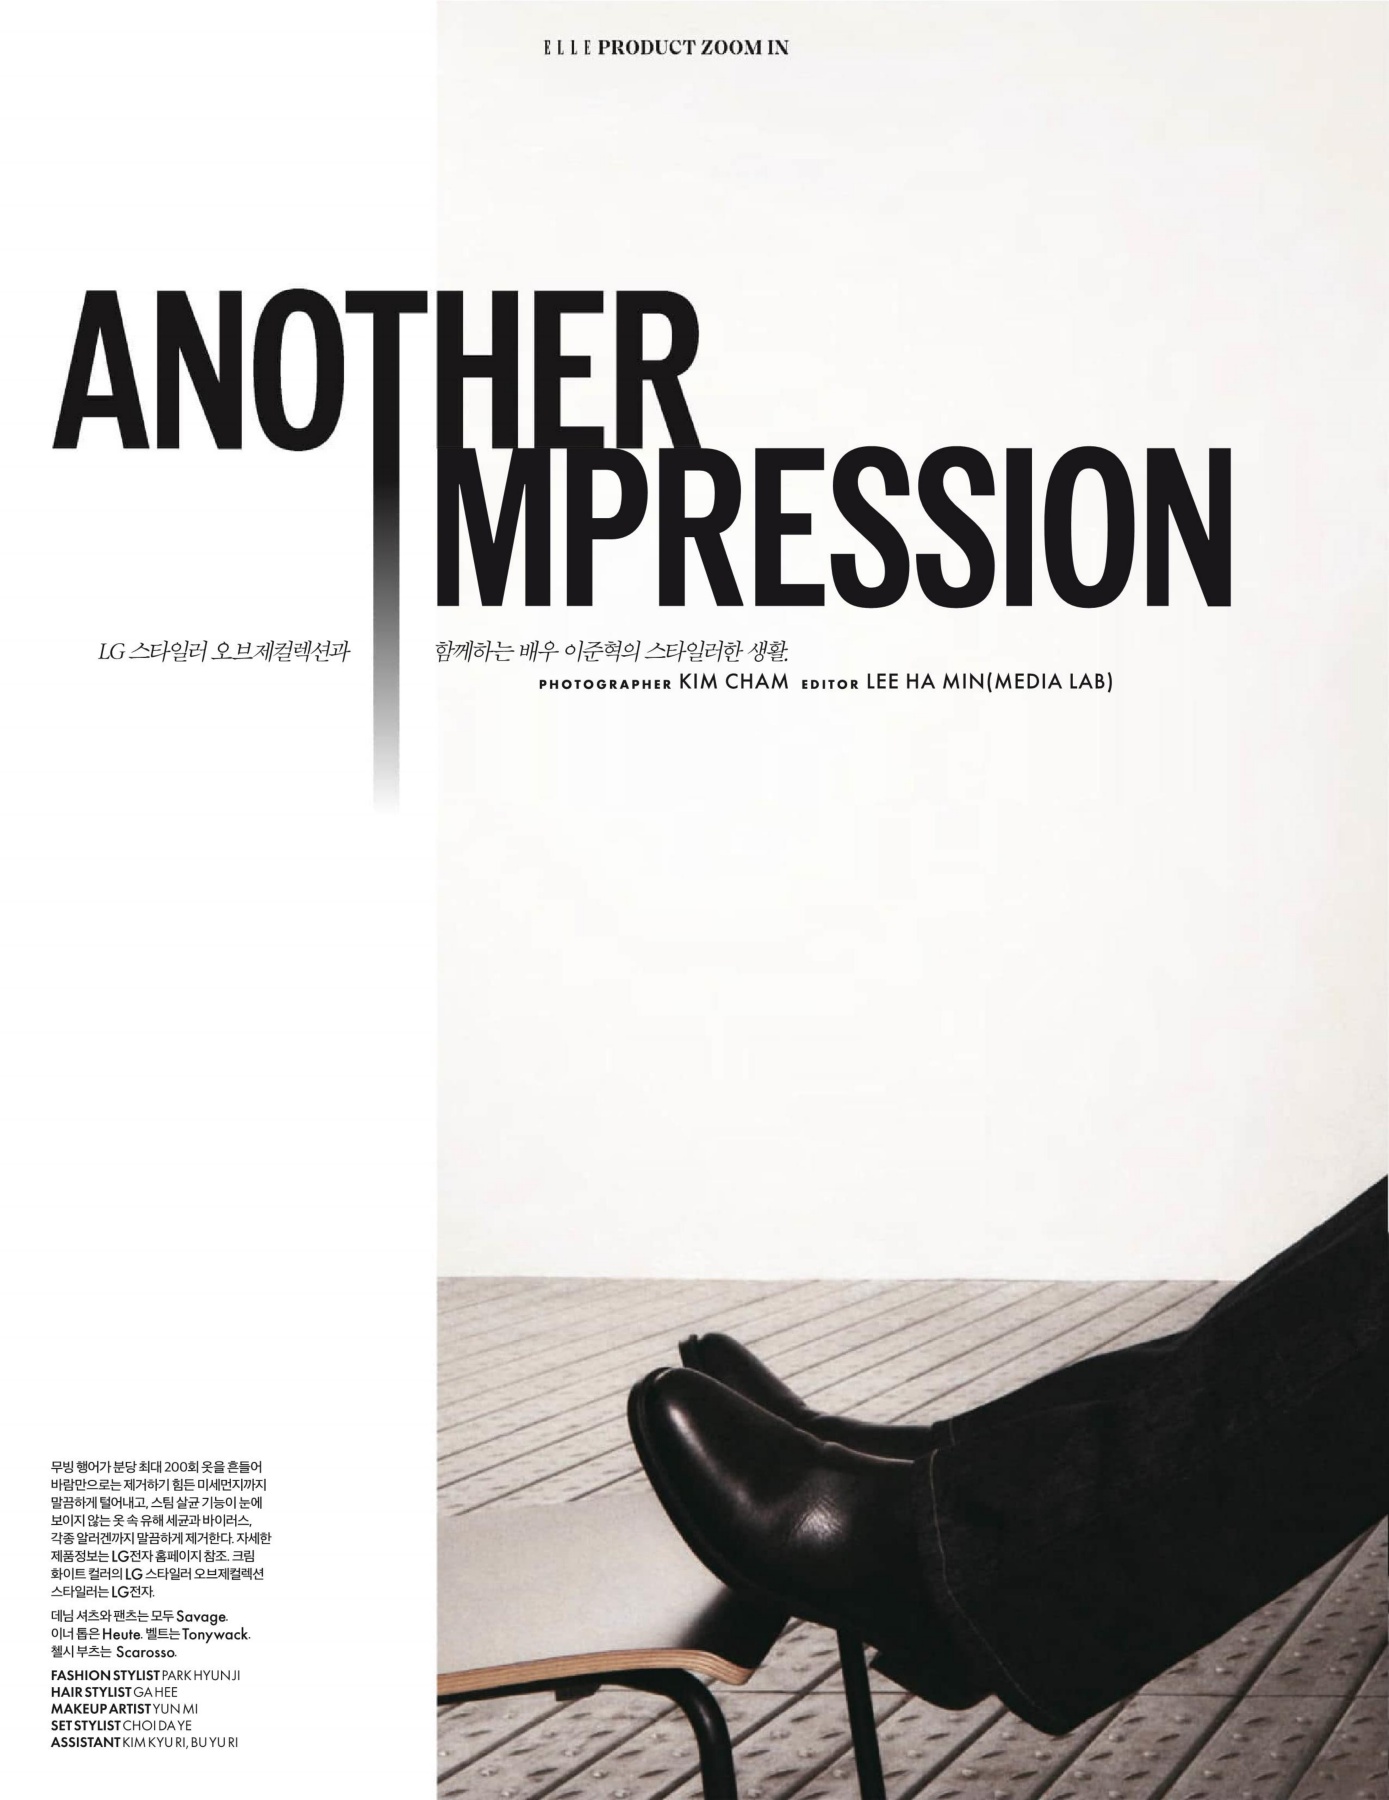 ELLE PRODUCT ZOOM IN
ANOTHER
MPRESSION
LG 스타일러 오브제컬렉션과 함께하는 배우 이준혁의 스타일러한 생활.
PHOTOGRAPHER KIM CHAM EDITOR LEE HA MIN(MEDIA LAB)
무빙 행어가 분당 최대 200회 옷을 흔들어
바람만으로는 제거하기 힘든 미세먼지까지
말끔하게 털어내고, 스팀 살균 기능이 눈에
보이지 않는 옷 속 유해 세균과 바이러스,
각종 알러겐까지 말끔하게 제거한다. 자세한
제품 정보는 LG전자 홈페이지 참조. 크림
화이트 컬러의 LG 스타일러 오브제컬렉션
스타일러는 LG전자.
데님 셔츠와 팬츠는 모두 Savage.
이너 톱은 Heute. 벨트는 Tonywack.
첼시 부츠는 Scarosso.
FASHION STYLIST PARK HYUNJI
HAIR STYLIST GA HEE
MAKEUP ARTIST YUN MI
SET STYLIST CHOI DA YE
ASSISTANT KIM KYU RI, BU YU RI